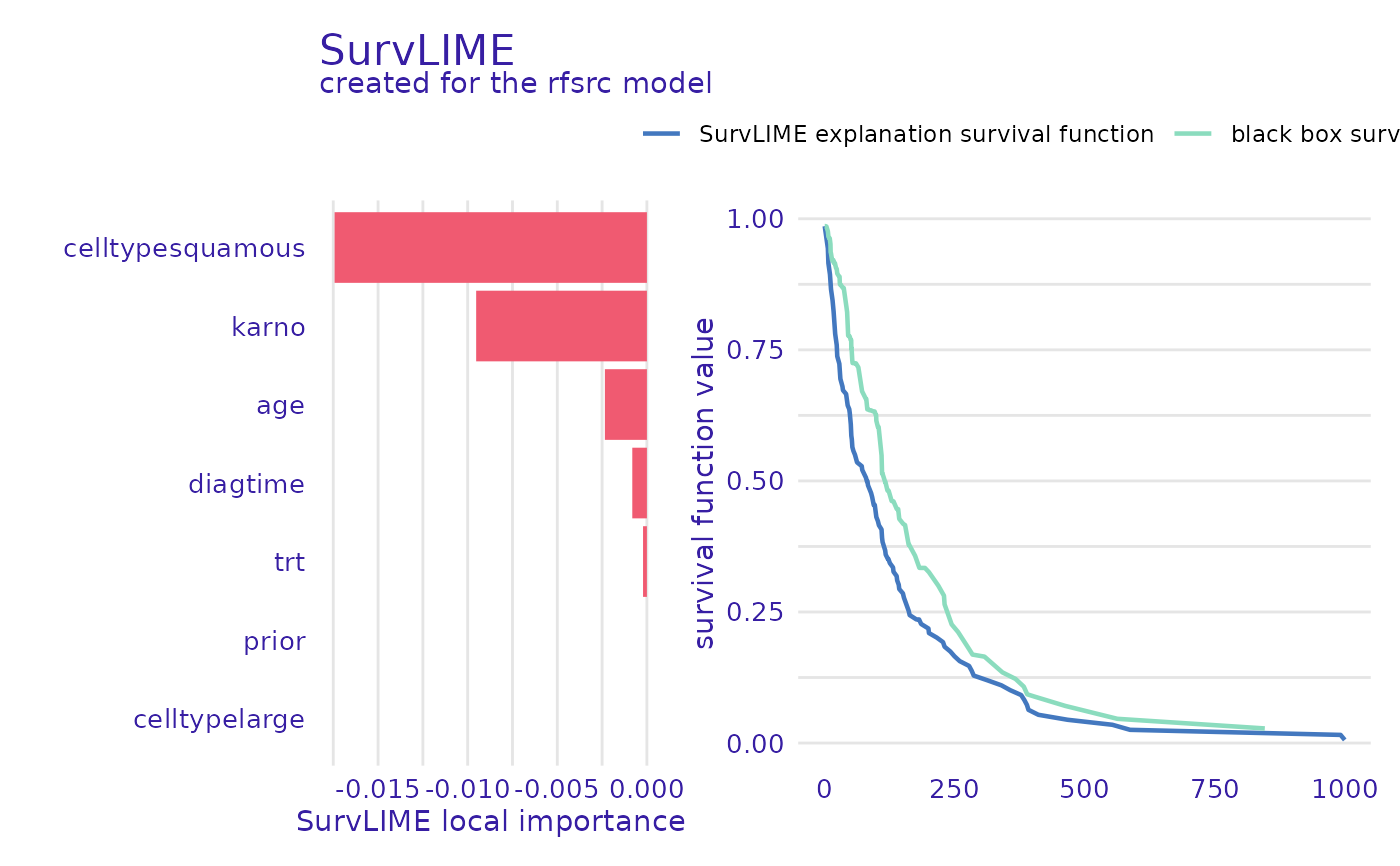 SurvLIME
created for the rfsrc model
SurvLIME explanation survival function
black box surv
celltypesquamous
karno
age
diagtime
trt
prior
celltypelarge
-0.015 -0.010 -0.005 0.000
SurvLIME local importance
survival function value
1.00
0.75
0.50
0.25
0.00
0 250 500 750 1000